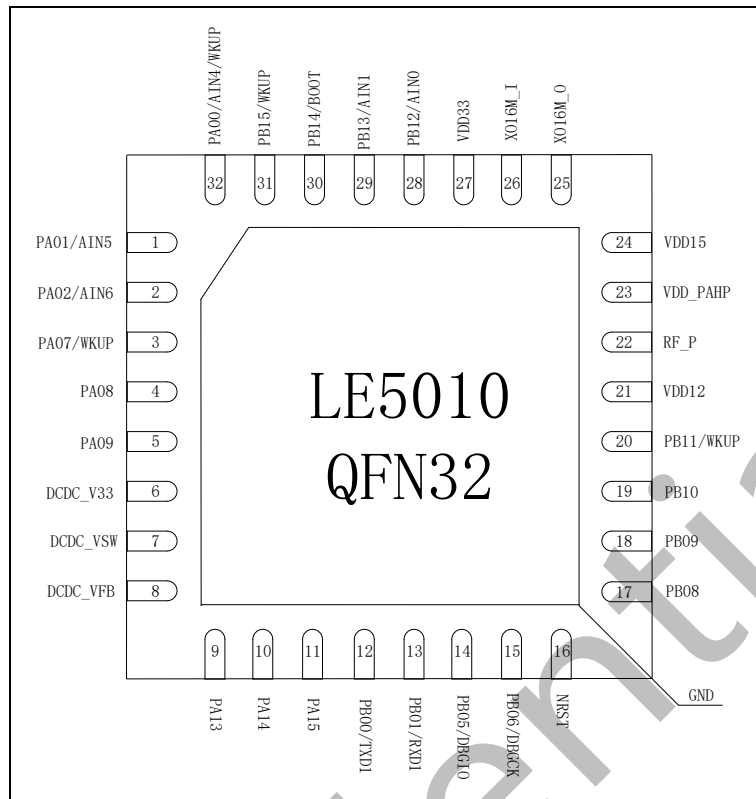 PA00/AIN4/WKUP
PB15/WKUP
PB14/BOOT
PB13/AIN1
PB12/AIN0
VDD33
XO16M_I
XO16M_O
32
31
30
29
28
27
26
25
PA01/AIN5 1
PA02/AIN6 2
PA07/WKUP 3
PA08 4
PA09 5
DCDC_V33 6
DCDC_VSW 7
DCDC_VFB 8
LE5010
QFN32
24 VDD15
23 VDD_PAHP
22 RF_P
21 VDD12
20 PB11/WKUP
19 PB10
18 PB09
17 PB08
9
10
11
12
13
14
15
16
PA13
PA14
PA15
PB00/TXD1
PB01/RXD1
PB05/DBGIO
PB06/DBGCK
NRST
GND